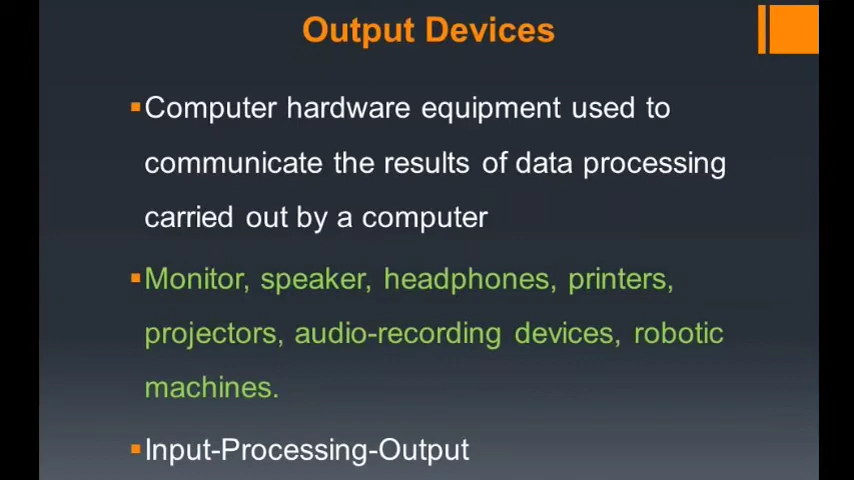 Output Devices
Computer hardware equipment used to
communicate the results of data processing
carried out by a computer
Monitor, speaker, headphones, printers,
projectors, audio-recording devices, robotic
machines.
Input-Processing-Output